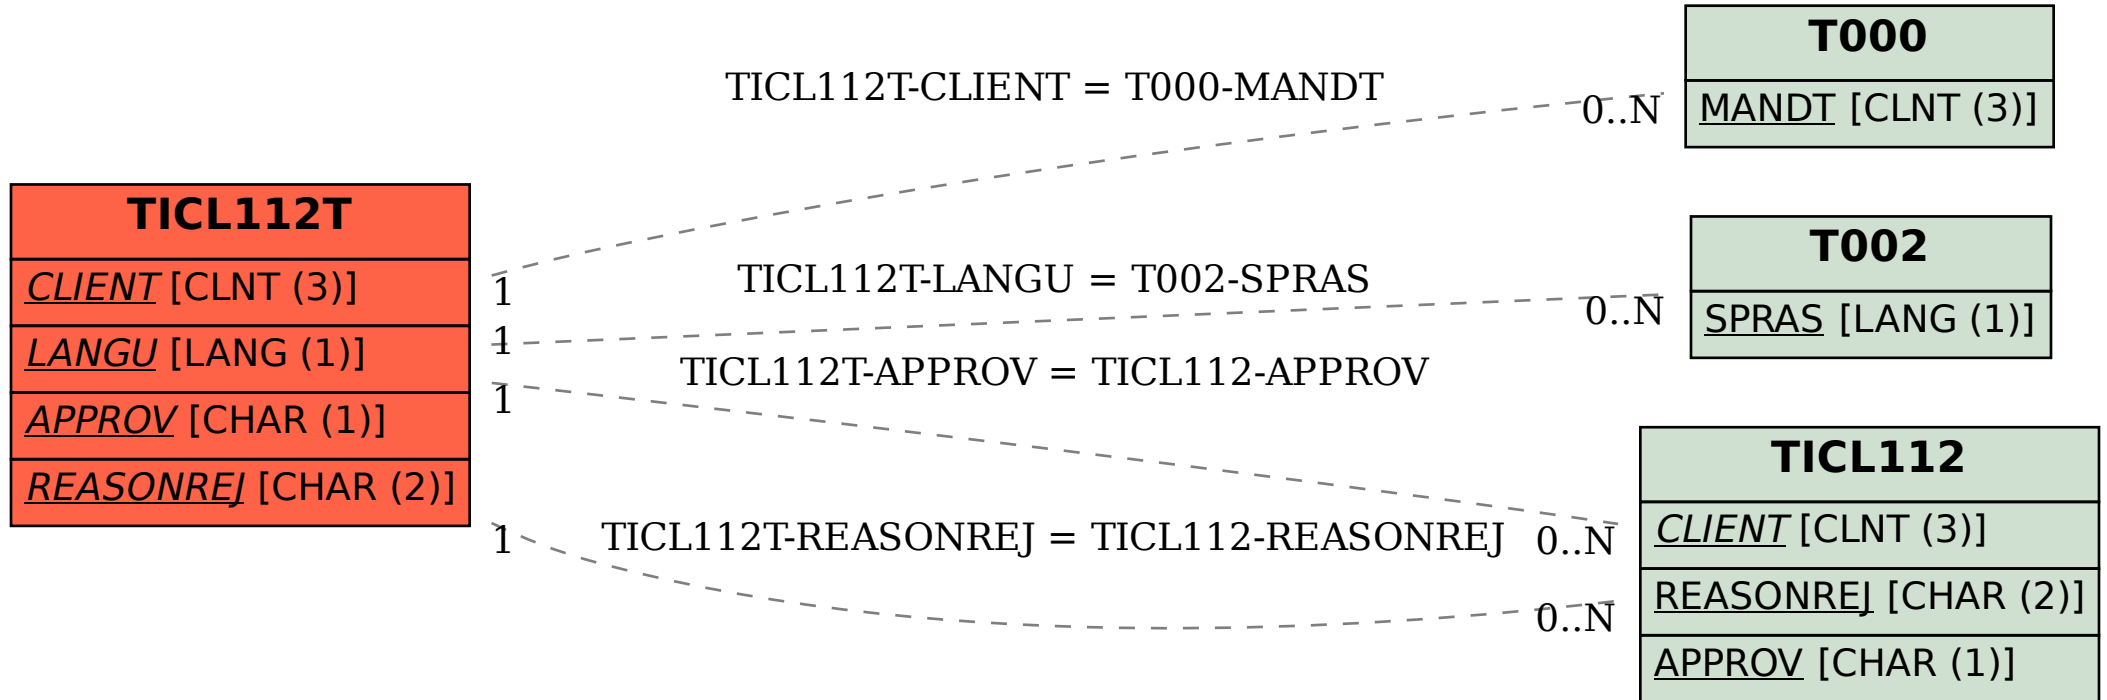 T000
MANDT [CLNT (3)]
TICL112T-CLIENT = T000-MANDT
0..N
TICL112T
CLIENT [CLNT (3)]
LANGU [LANG (1)]
APPROV [CHAR (1)]
REASONREJ [CHAR (2)]
1
1
1
1
TICL112T-LANGU = T002-SPRAS
0..N
T002
SPRAS [LANG (1)]
TICL112T-APPROV = TICL112-APPROV
TICL112T-REASONREJ = TICL112-REASONREJ
0..N
0..N
TICL112
CLIENT [CLNT (3)]
REASONREJ [CHAR (2)]
APPROV [CHAR (1)]